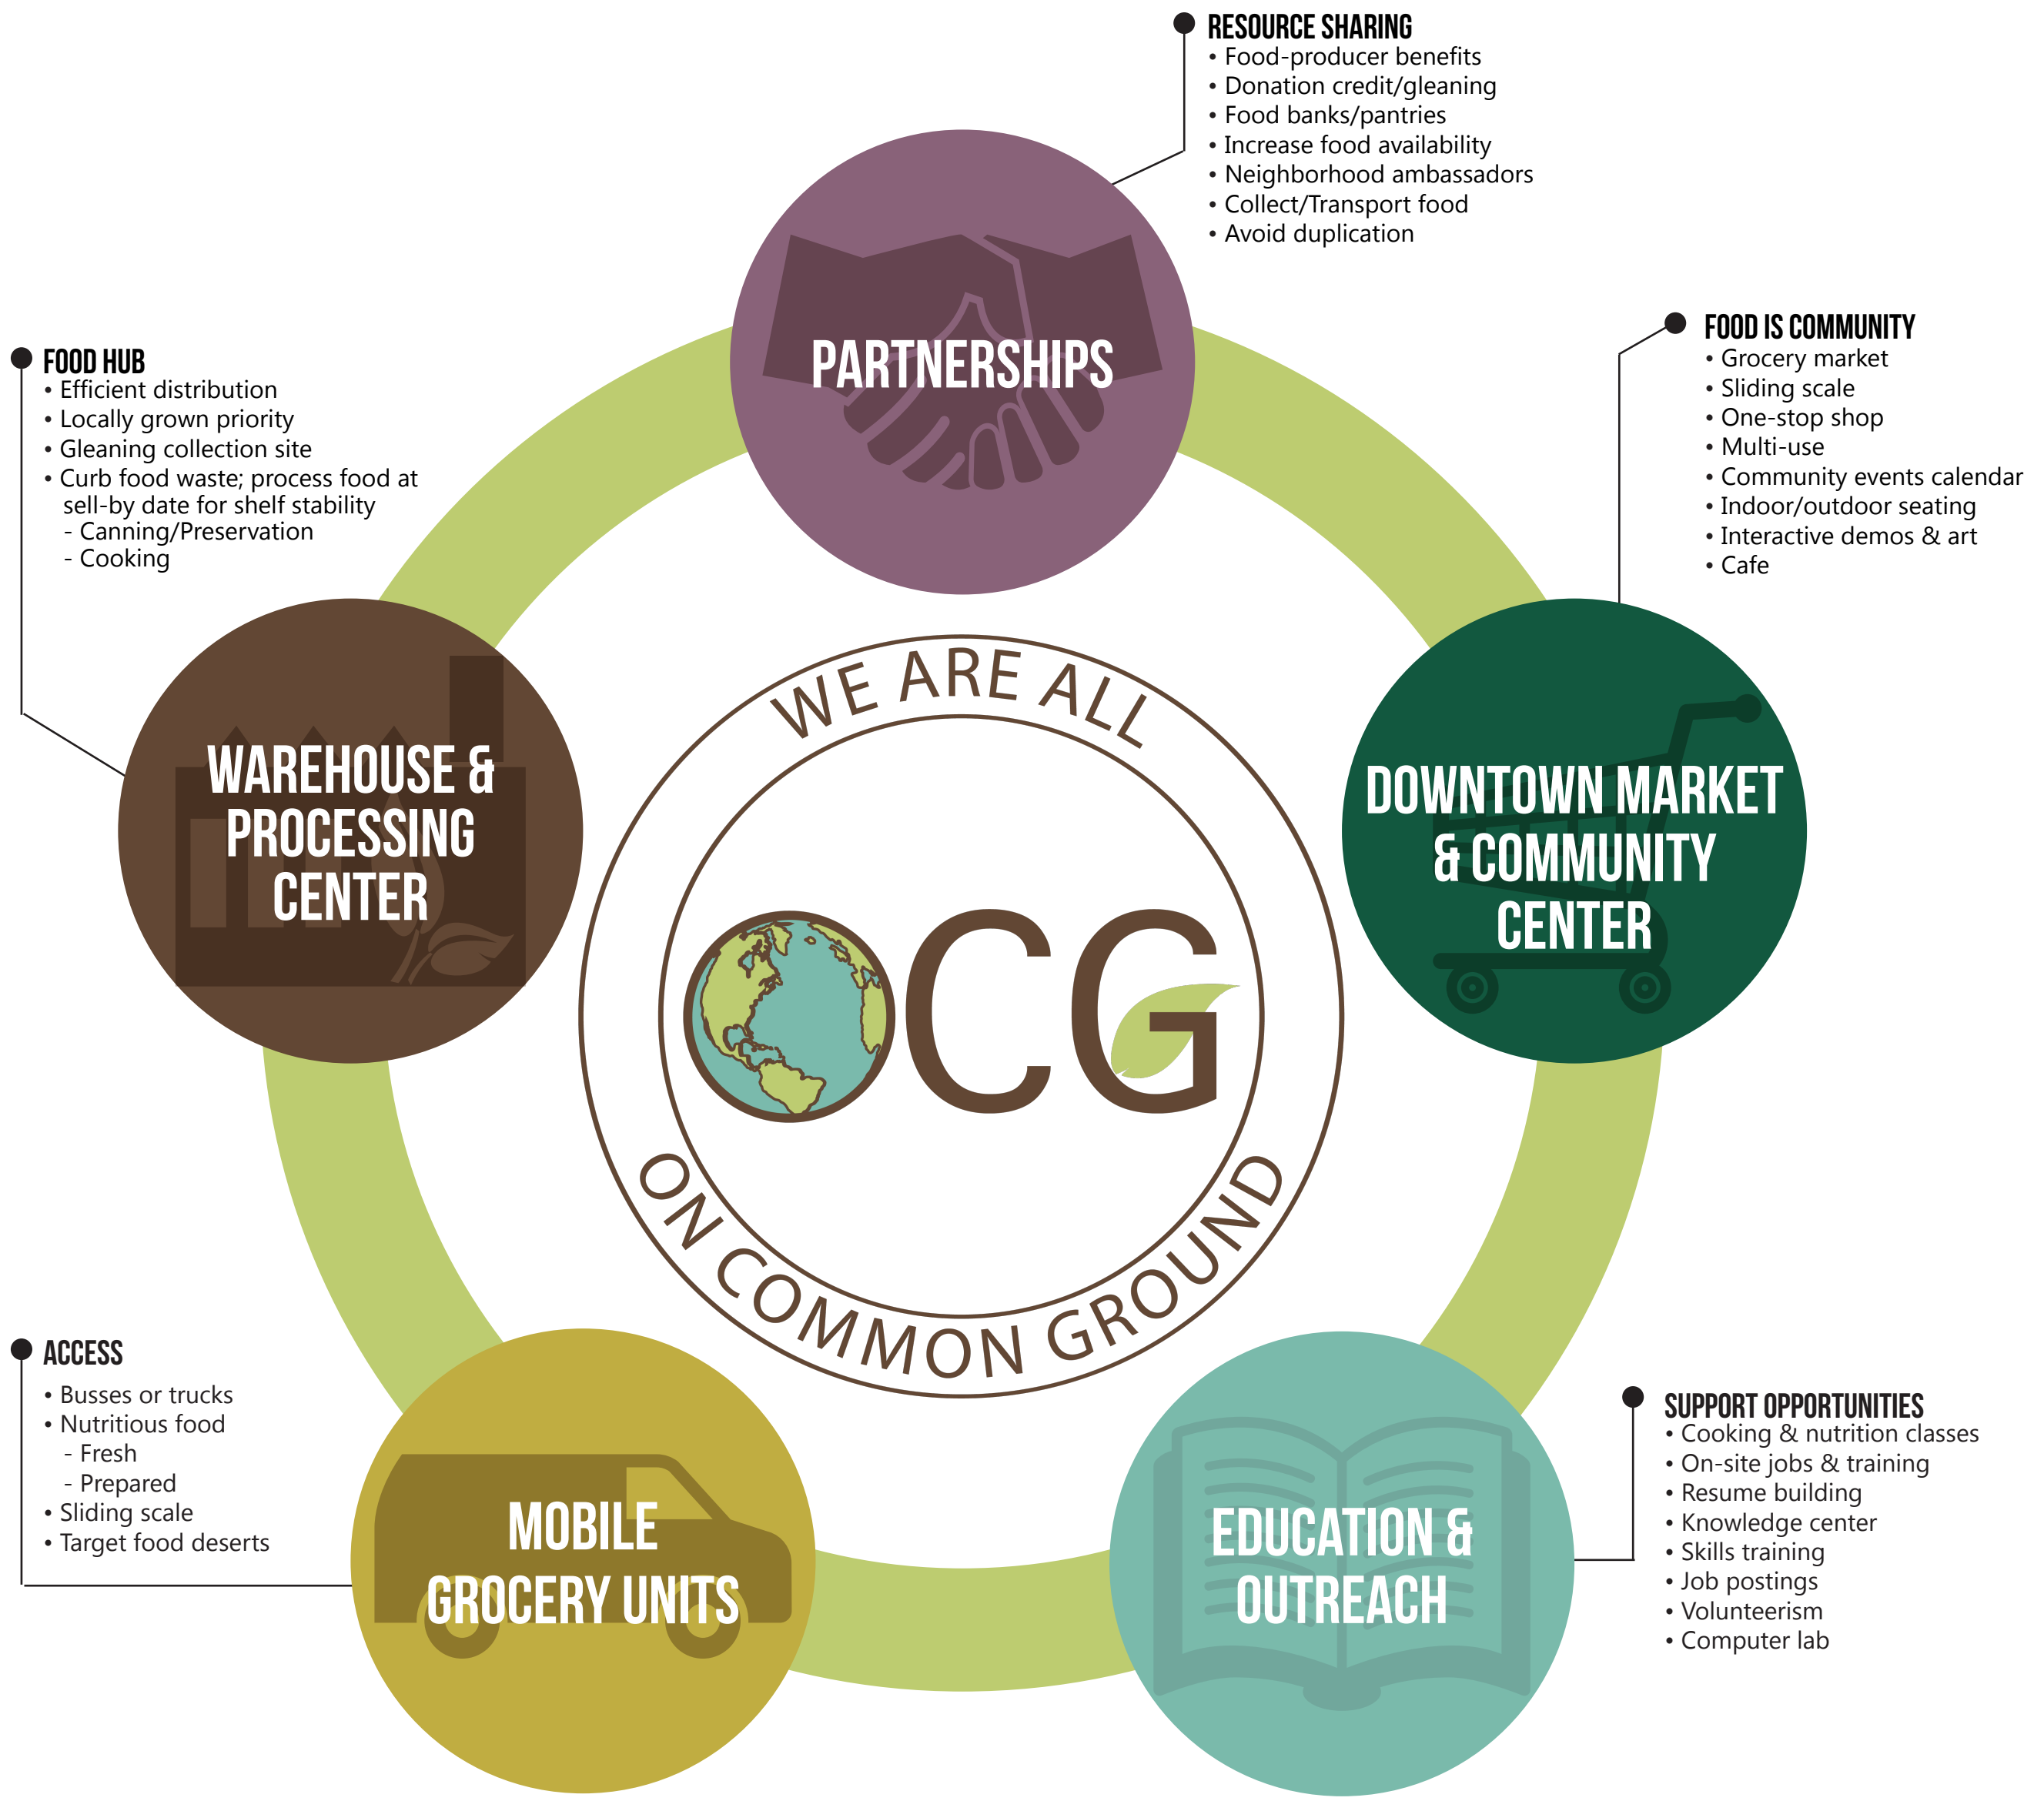 RESOURCE SHARING
• Food-producer benefits
• Donation credit/gleaning
• Food banks/pantries
• Increase food availability
• Neighborhood ambassadors
• Collect/Transport food
• Avoid duplication
PARTNERSHIPS
FOOD IS COMMUNITY
• Grocery market
• Sliding scale
• One-stop shop
• Multi-use
• Community events calendar
• Indoor/outdoor seating
• Interactive demos & art
• Cafe
DOWNTOWN MARKET
& COMMUNITY
CENTER
FOOD HUB
• Efficient distribution
• Locally grown priority
• Gleaning collection site
• Curb food waste; process food at
sell-by date for shelf stability
- Canning/Preservation
- Cooking
WAREHOUSE &
PROCESSING
CENTER
WE ARE ALL
OCG
ON COMMON GROUND
ACCESS
• Busses or trucks
• Nutritious food
- Fresh
- Prepared
• Sliding scale
• Target food deserts
MOBILE
GROCERY UNITS
SUPPORT OPPORTUNITIES
• Cooking & nutrition classes
• On-site jobs & training
• Resume building
• Knowledge center
• Skills training
• Job postings
• Volunteerism
• Computer lab
EDUCATION &
OUTREACH